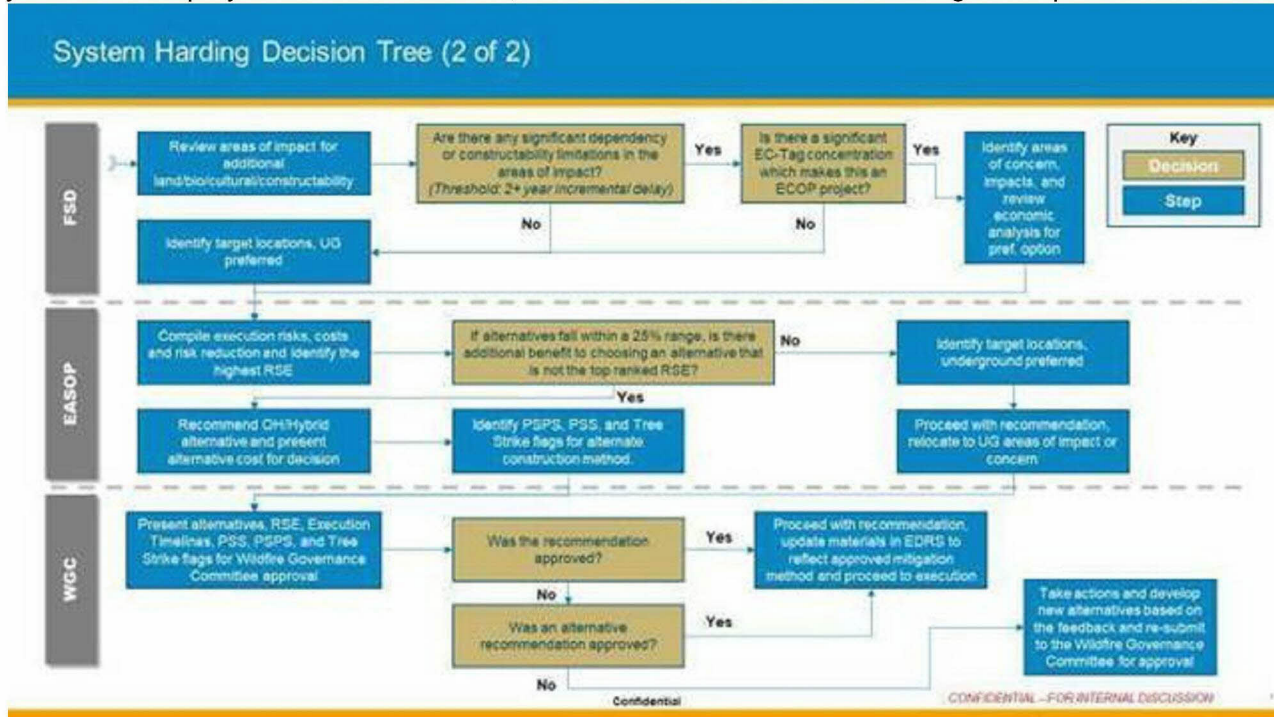 System Harding Decision Tree (2 of 2)
FSD
Review areas of impact for
additional
land/bio/cultural/constructability
Are there any significant dependency
or constructability limitations in the
areas of impact?
(Threshold: 2+ year incremental delay)
Yes
No
Is there a significant
EC-Tag concentration
which makes this an
ECOP project?
Yes
No
Identify areas
of concern,
impacts, and
review
economic
analysis for
pref. option
Key
Decision
Step
Identify target locations, UG
preferred
EASOP
Compile execution risks, costs
and risk reduction and identify the
highest RSE
If alternatives fall within a 25% range, is there
additional benefit to choosing an alternative that
is not the top ranked RSE?
No
Yes
Identify target locations,
underground preferred
Recommend OH/Hybrid
alternative and present
alternative cost for decision
Identify PSPS, PSS, and Tree
Strike flags for alternate
construction method.
Proceed with recommendation,
relocate to UG areas of impact or
concern
WGC
Present alternatives, RSE, Execution
Timelines, PSS, PSPS, and Tree
Strike flags for Wildfire Governance
Committee approval
Was the recommendation
approved?
Yes
No
Proceed with recommendation,
update materials in EDRS to
reflect approved mitigation
method and proceed to execution
Was an alternative
recommendation approved?
Yes
No
Take actions and develop
new alternatives based on
the feedback and re-submit
to the Wildfire Governance
Committee for approval
Confidential
CONFIDENTIAL – FOR INTERNAL DISCUSSION